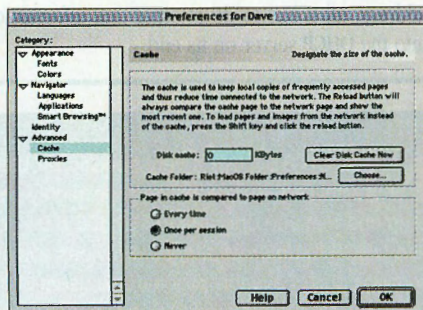 Preferences for Dave
Category:
Appearance
Fonts
Colors
Navigator
Languages
Applications
Smart Browsing™
Identity
Advanced
Cache
Proxies
Cache
Designate the size of the cache.
The cache is used to keep local copies of frequently accessed pages
and thus reduce time connected to the network. The Reload button will
always compare the cache page to the network page and show the
most recent one. To load pages and images from the network instead
of the cache, press the Shift key and click the reload button.
Disk cache: 0 KBytes
Clear Disk Cache Now
Cache Folder: :MacOS Folder:Preferences:N...
Choose...
Page in cache is compared to page on network
Every time
Once per session
Never
Help
Cancel
OK